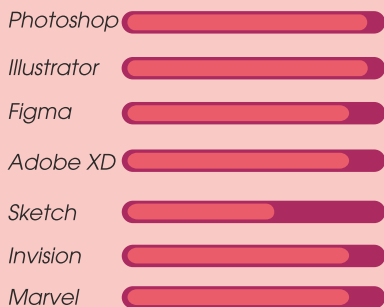 Photoshop
Illustrator
Figma
Adobe XD
Sketch
Invision
Marvel